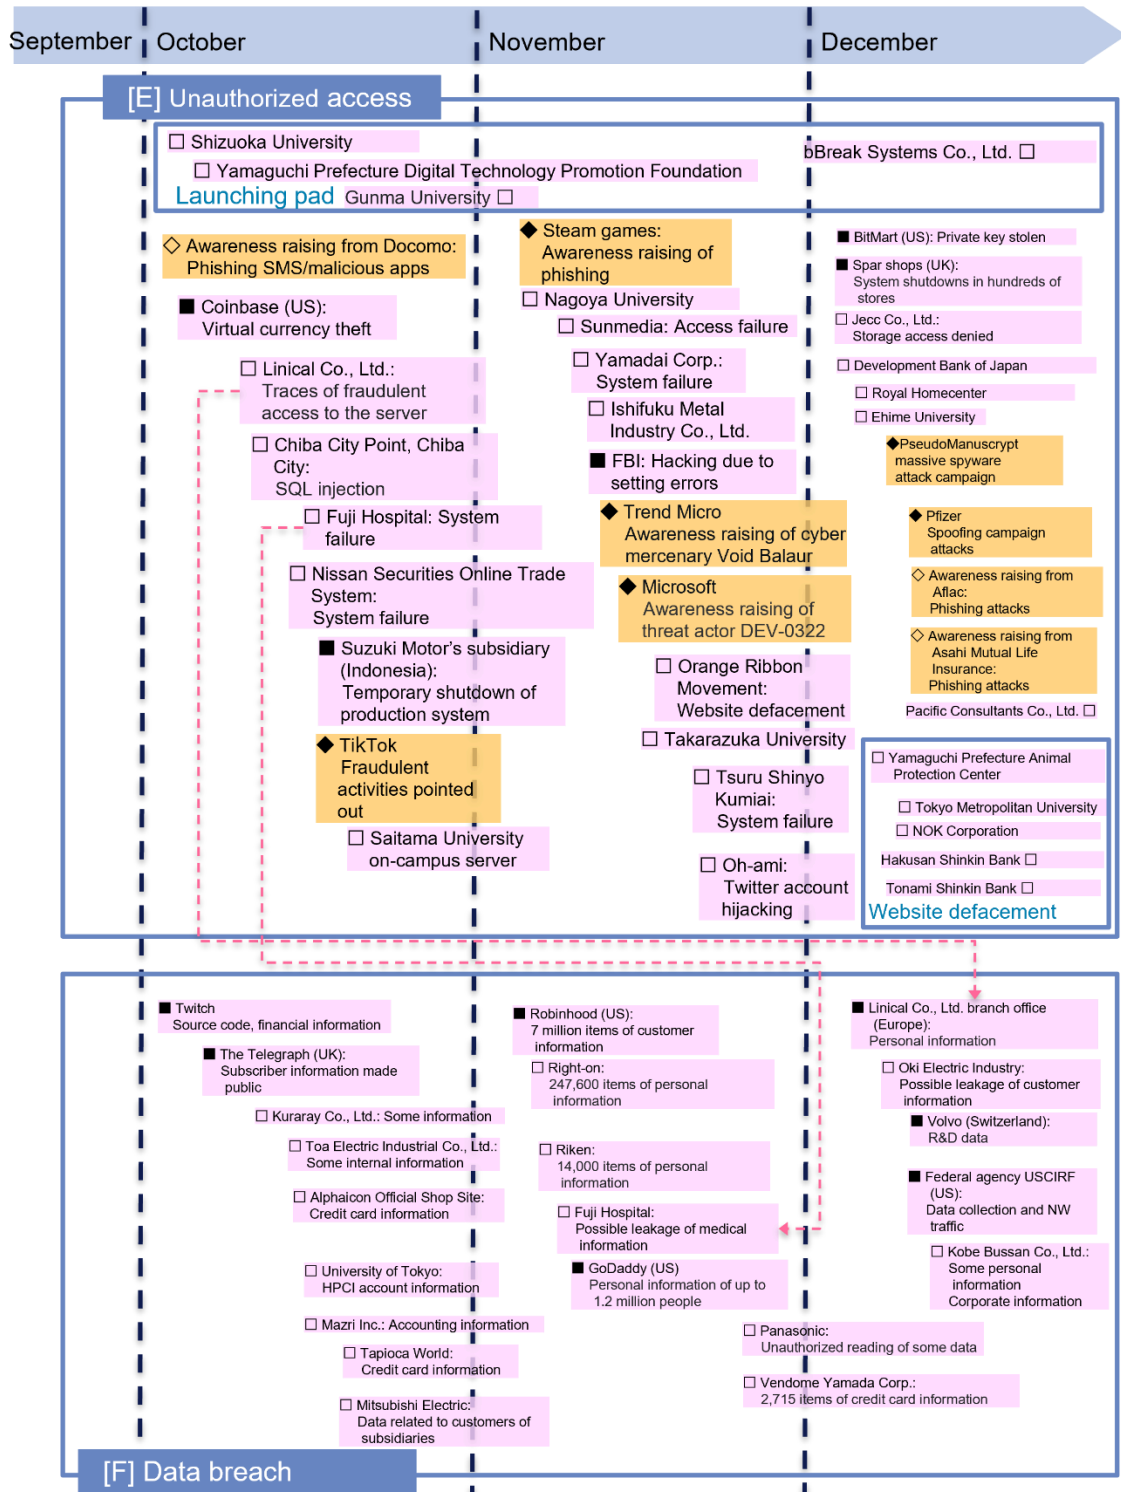 September
October
November
December
[E] Unauthorized access
□ Shizuoka University
□ Yamaguchi Prefecture Digital Technology Promotion Foundation
Launching pad
Gunma University □
bBreak Systems Co., Ltd. □
◇ Awareness raising from Docomo:
Phishing SMS/malicious apps
■ Coinbase (US):
Virtual currency theft
□ Linical Co., Ltd.:
Traces of fraudulent
access to the server
□ Chiba City Point, Chiba
City:
SQL injection
□ Fuji Hospital: System
failure
□ Nissan Securities Online Trade
System:
System failure
■ Suzuki Motor's subsidiary
(Indonesia):
Temporary shutdown of
production system
◆ TikTok
Fraudulent
activities pointed
out
□ Saitama University
on-campus server
◆ Steam games:
Awareness raising of
phishing
□ Nagoya University
□ Sunmedia: Access failure
□ Yamadai Corp.:
System failure
□ Ishifuku Metal
Industry Co., Ltd.
■ FBI: Hacking due to
setting errors
◆ Trend Micro
Awareness raising of cyber
mercenary Void Balaur
◆ Microsoft
Awareness raising of
threat actor DEV-0322
□ Orange Ribbon
Movement:
Website defacement
□ Takarazuka University
□ Tsuru Shinyo
Kumiai:
System failure
□ Oh-ami:
Twitter account
hijacking
■ BitMart (US): Private key stolen
■ Spar shops (UK):
System shutdowns in hundreds of
stores
□ Jecc Co., Ltd.:
Storage access denied
□ Development Bank of Japan
□ Royal Homecenter
□ Ehime University
◆PseudoManuscrypt
massive spyware
attack campaign
◆ Pfizer
Spoofing campaign
attacks
◇ Awareness raising from
Aflac:
Phishing attacks
◇ Awareness raising from
Asahi Mutual Life
Insurance:
Phishing attacks
Pacific Consultants Co., Ltd. □
□ Yamaguchi Prefecture Animal
Protection Center
□ Tokyo Metropolitan University
□ NOK Corporation
Hakusan Shinkin Bank □
Tonami Shinkin Bank □
Website defacement
■ Twitch
Source code, financial information
■ The Telegraph (UK):
Subscriber information made
public
□ Kuraray Co., Ltd.: Some information
□ Toa Electric Industrial Co., Ltd.:
Some internal information
□ Alphaicon Official Shop Site:
Credit card information
□ University of Tokyo:
HPCI account information
□ Mazri Inc.: Accounting information
□ Tapioca World:
Credit card information
□ Mitsubishi Electric:
Data related to customers of
subsidiaries
■ Robinhood (US):
7 million items of customer
information
□ Right-on:
247,600 items of personal
information
□ Riken:
14,000 items of personal
information
□ Fuji Hospital:
Possible leakage of medical
information
■ GoDaddy (US)
Personal information of up to
1.2 million people
□ Panasonic:
Unauthorized reading of some data
□ Vendome Yamada Corp.:
2,715 items of credit card information
■ Linical Co., Ltd. branch office
(Europe):
Personal information
□ Oki Electric Industry:
Possible leakage of customer
information
■ Volvo (Switzerland):
R&D data
■ Federal agency USCIRF
(US):
Data collection and NW
traffic
□ Kobe Bussan Co., Ltd.:
Some personal
information
Corporate information
[F] Data breach